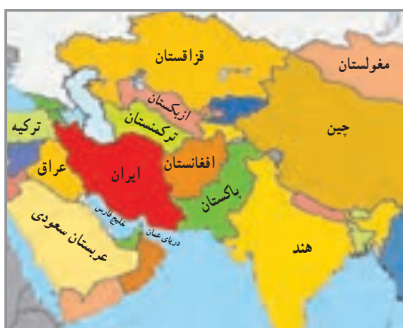 مغولستان
قزاقستان
ازبکستان
ترکمنستان
چین
ترکیه
عراق
ایران
افغانستان
پاکستان
خلیج فارس
دریای عمان
عربستان سعودی
هند